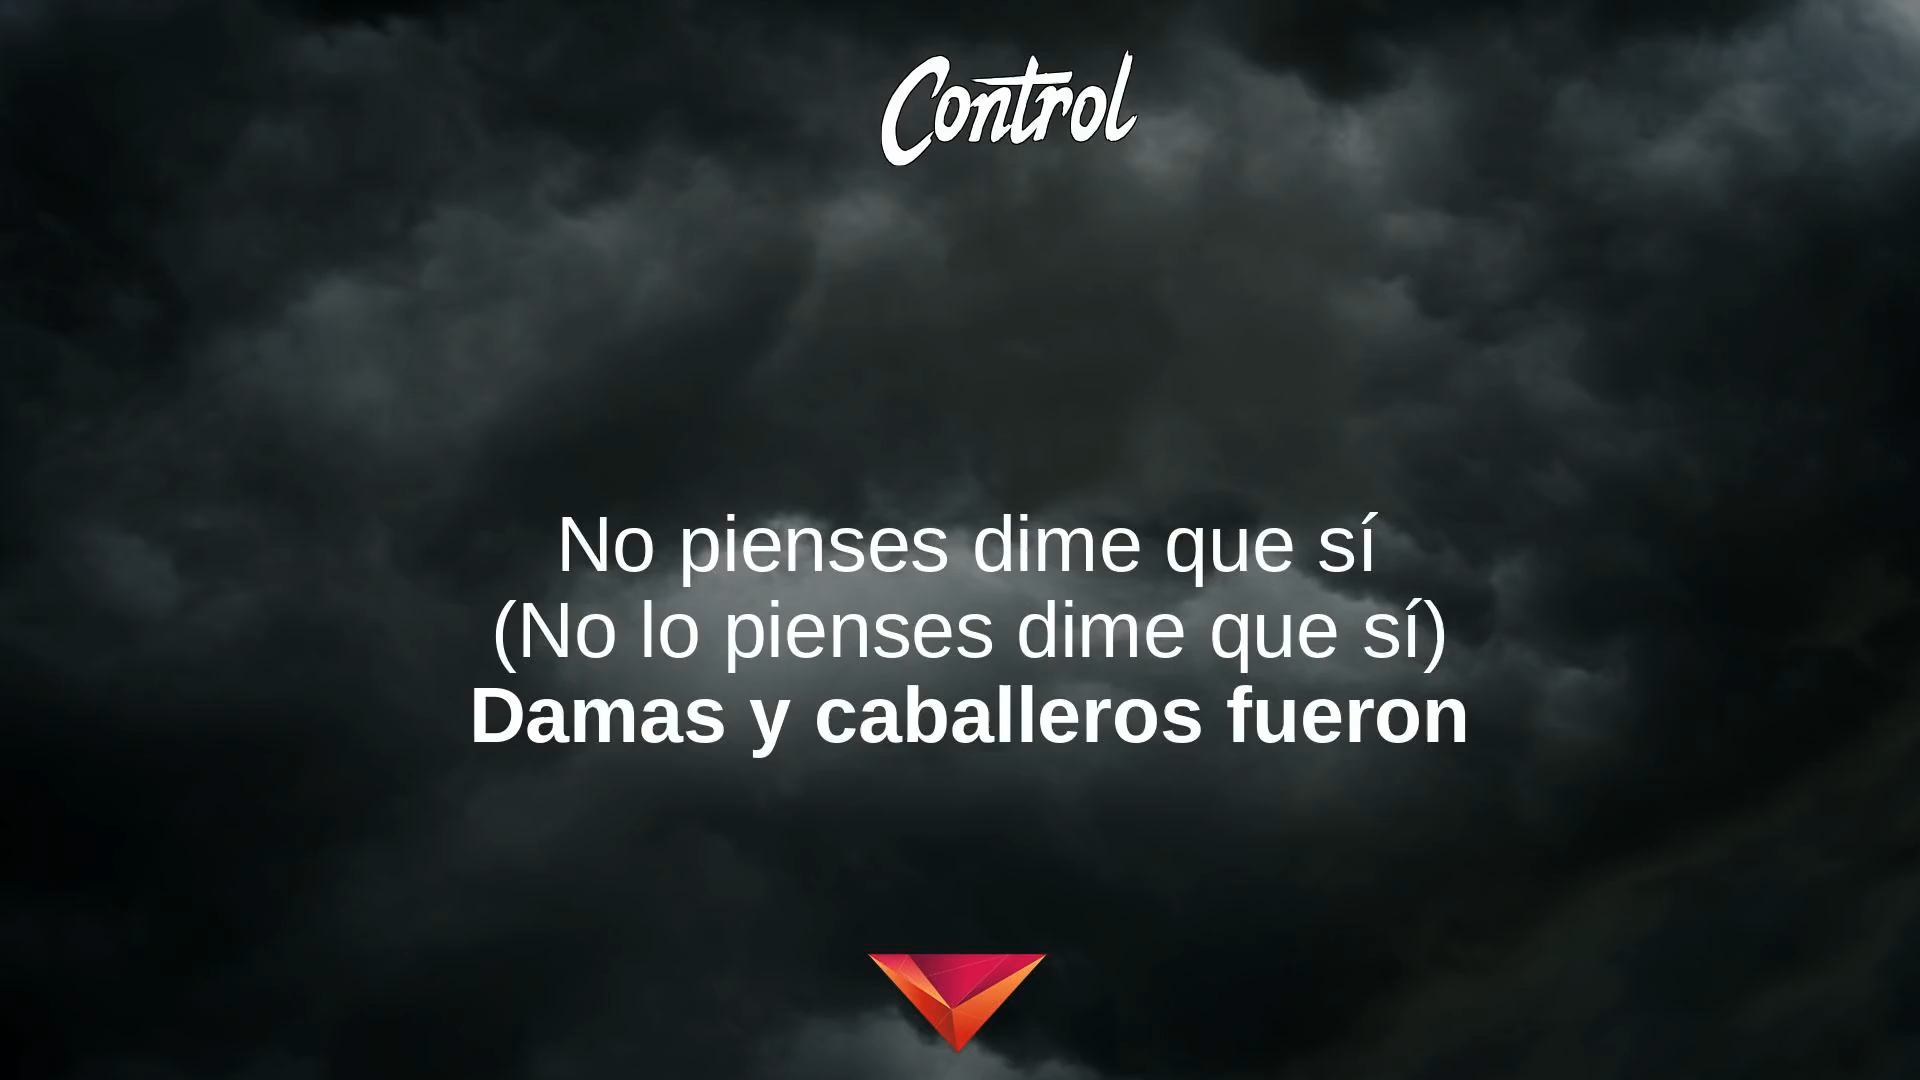 Control
No pienses dime que sí
(No lo pienses dime que sí)
Damas y caballeros fueron